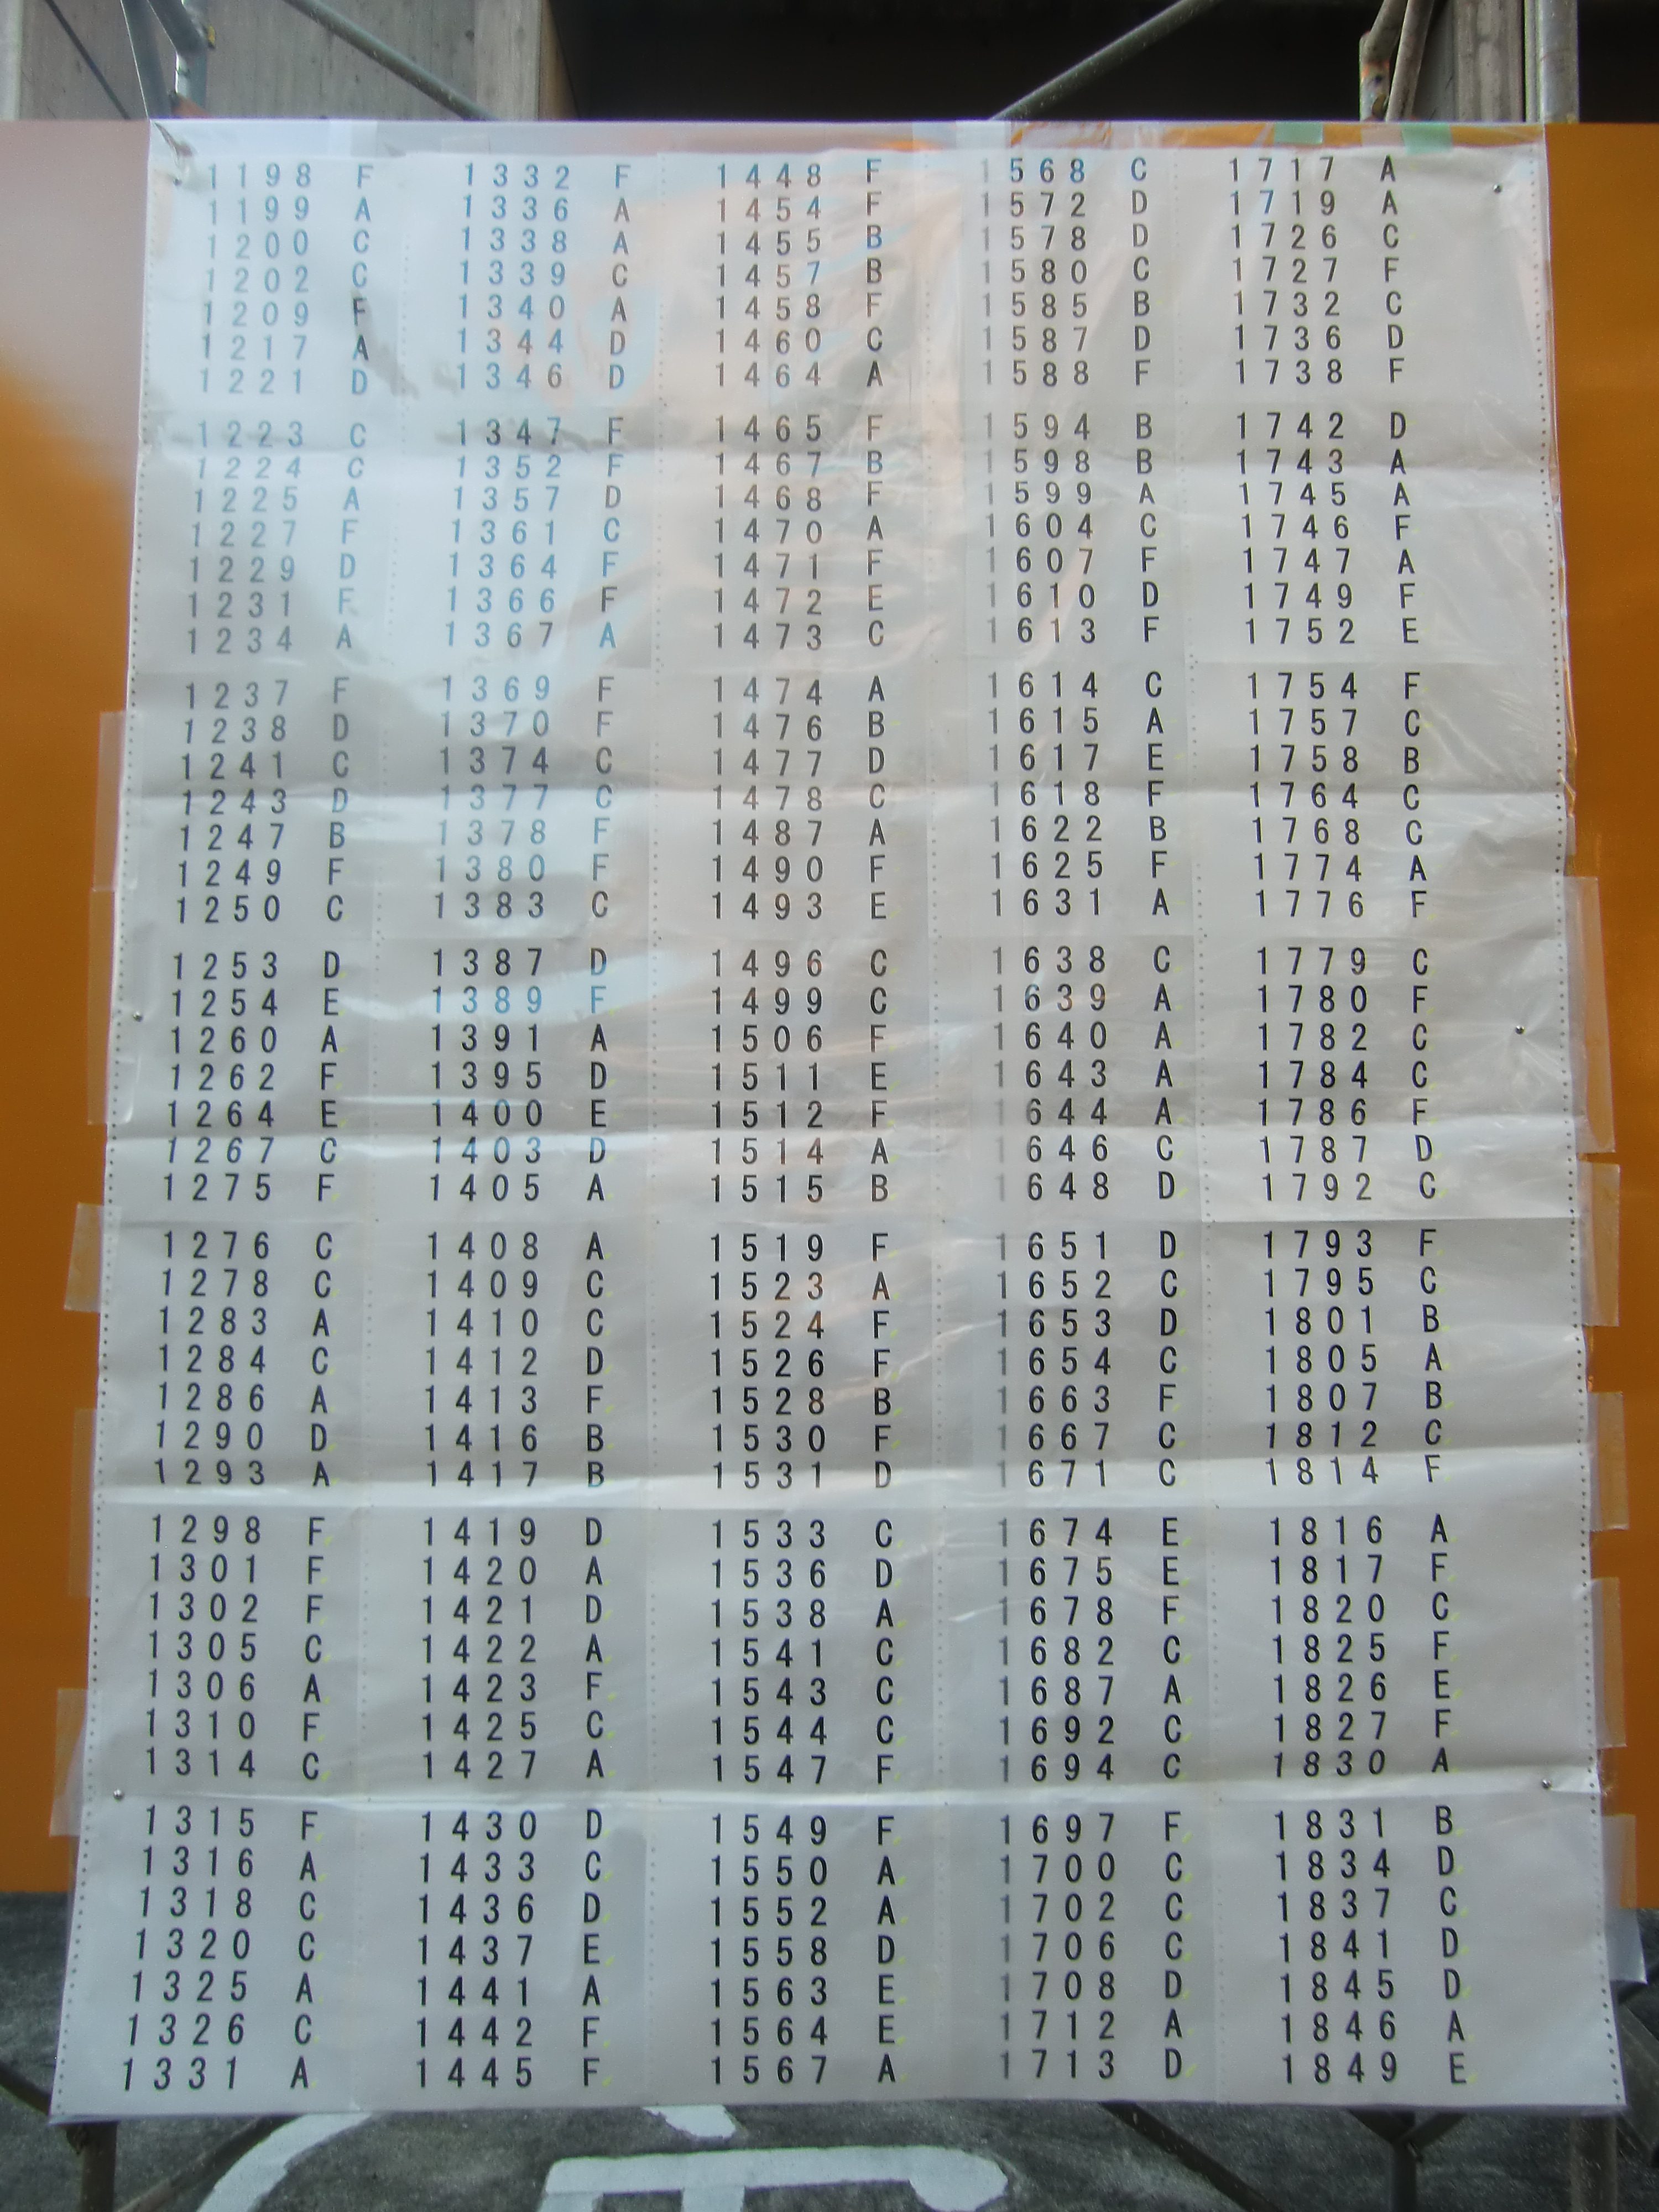 1198 F 1332 F 1448 F 1568 C 1717 A
1199 A 1336 A 1454 F 1572 D 1719 A
1200 C 1338 A 1455 B 1578 D 1726 C
1202 C 1339 C 1457 B 1580 C 1727 F
1209 F 1340 A 1458 F 1585 B 1732 C
1217 A 1344 D 1460 C 1587 D 1736 D
1221 D 1346 D 1464 A 1588 F 1738 F
1223 C 1347 F 1465 F 1594 B 1742 D
1224 C 1352 F 1467 B 1598 B 1743 A
1225 A 1357 D 1468 F 1599 A 1745 A
1227 F 1361 C 1470 A 1604 C 1746 F
1229 D 1364 F 1471 F 1607 F 1747 A
1231 F 1366 F 1472 E 1610 D 1749 F
1234 A 1367 A 1473 C 1613 F 1752 E
1237 F 1369 F 1474 A 1614 C 1754 F
1238 D 1370 F 1476 B 1615 A 1757 C
1241 C 1374 C 1477 D 1617 E 1758 B
1243 D 1377 C 1478 C 1618 F 1764 C
1247 B 1378 F 1487 A 1622 B 1768 C
1249 F 1380 F 1490 F 1625 F 1774 A
1250 C 1383 C 1493 E 1631 A 1776 F
1253 D 1387 D 1496 C 1638 C 1779 C
1254 E 1389 F 1499 C 1639 A 1780 F
1260 A 1391 A 1506 F 1640 A 1782 C
1262 F 1395 D 1511 E 1643 A 1784 C
1264 E 1400 E 1512 F 1644 A 1786 F
1267 C 1403 D 1514 A 1646 C 1787 D
1275 F 1405 A 1515 B 1648 D 1792 C
1276 C 1408 A 1519 F 1651 D 1793 F
1278 C 1409 C 1523 A 1652 C 1795 C
1283 A 1410 C 1524 F 1653 D 1801 B
1284 C 1412 D 1526 F 1654 C 1805 A
1286 A 1413 F 1528 B 1663 F 1807 B
1290 D 1416 B 1530 F 1667 C 1812 C
1293 A 1417 B 1531 D 1671 C 1814 F
1298 F 1419 D 1533 C 1674 E 1816 A
1301 F 1420 A 1536 D 1675 E 1817 F
1302 F 1421 D 1538 A 1678 F 1820 C
1305 C 1422 A 1541 C 1682 C 1825 F
1306 A 1423 F 1543 C 1687 A 1826 E
1310 F 1425 C 1544 C 1692 C 1827 F
1314 C 1427 A 1547 F 1694 C 1830 A
1315 F 1430 D 1549 F 1697 F 1831 B
1316 A 1433 C 1550 A 1700 C 1834 D
1318 C 1436 D 1552 A 1702 C 1837 C
1320 C 1437 E 1558 D 1706 C 1841 D
1325 A 1441 A 1563 E 1708 D 1845 D
1326 C 1442 F 1564 E 1712 A 1846 A
1331 A 1445 F 1567 A 1713 D 1849 E